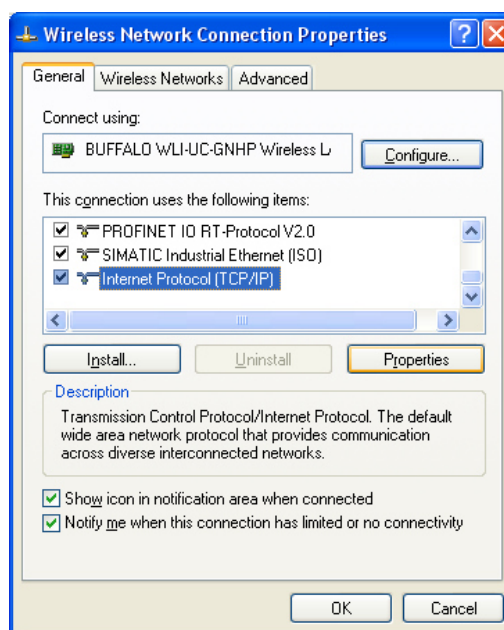 Wireless Network Connection Properties
General Wireless Networks Advanced
Connect using:
BUFFALO WLI-UC-GNHP Wireless L
Configure...
This connection uses the following items:
PROFINET IO RT-Protocol V2.0
SIMATIC Industrial Ethernet (ISO)
Internet Protocol (TCP/IP)
Install... Uninstall Properties
Description
Transmission Control Protocol/Internet Protocol. The default
wide area network protocol that provides communication
across diverse interconnected networks.
Show icon in notification area when connected
Notify me when this connection has limited or no connectivity
OK Cancel